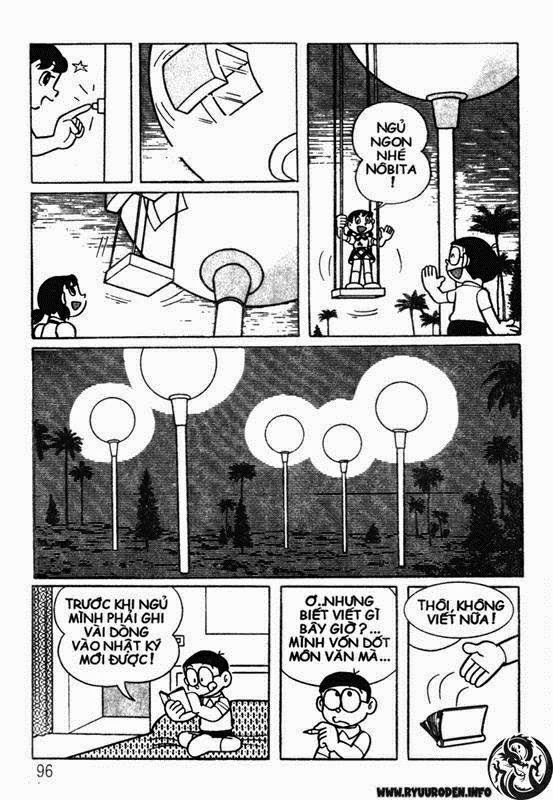 NGỦ
NGON
NHÉ
NÔBITA
!
TRƯỚC KHI NGỦ
MÌNH PHẢI GHI
VÀI DÒNG
VÀO NHẬT KÝ
MỚI ĐƯỢC!
Ơ..NHƯNG
BIẾT VIẾT GÌ
BÂY GIỜ?...
MÌNH VỐN DỐT
MÔN VĂN MÀ...
THÔI, KHÔNG
VIẾT NỮA!
96
WWW.RYUURODEN.INFO